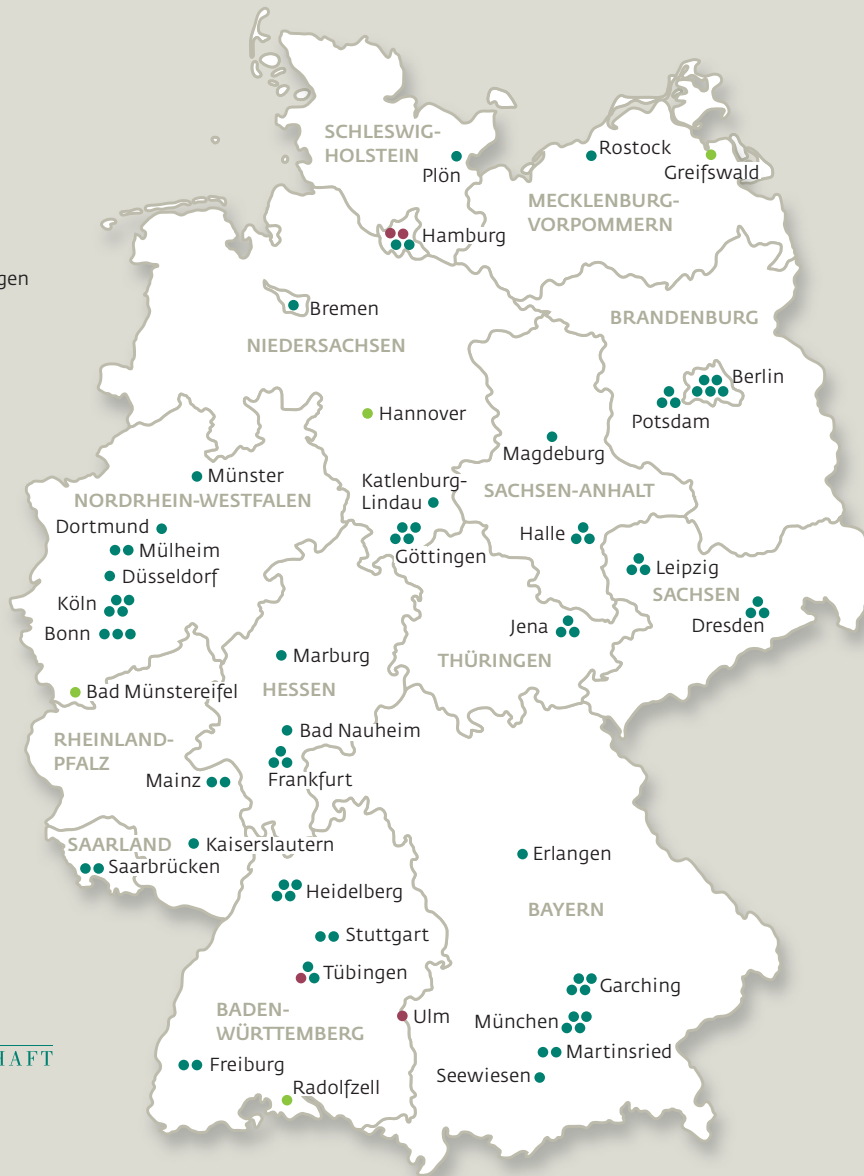 SCHLESWIG-
HOLSTEIN
Plön
Rostock
Greifswald
MECKLENBURG-
VORPOMMERN
Hamburg
gen
Bremen
NIEDERSACHSEN
BRANDENBURG
Berlin
Potsdam
Hannover
Magdeburg
Münster
NORDRHEIN-WESTFALEN
Katlenburg-
Lindau
SACHSEN-ANHALT
Dortmund
Mülheim
Göttingen
Halle
Düsseldorf
Leipzig
SACHSEN
Köln
Bonn
Jena
Dresden
Marburg
THÜRINGEN
HESSEN
Bad Münstereifel
Bad Nauheim
RHEINLAND-
PFALZ
Mainz
Frankfurt
SAARLAND
Kaiserslautern
Saarbrücken
Erlangen
Heidelberg
BAYERN
Stuttgart
Tübingen
Garching
BADEN-
WÜRTTEMBERG
Ulm
München
HAFT
Freiburg
Martinsried
Radolfzell
Seewiesen